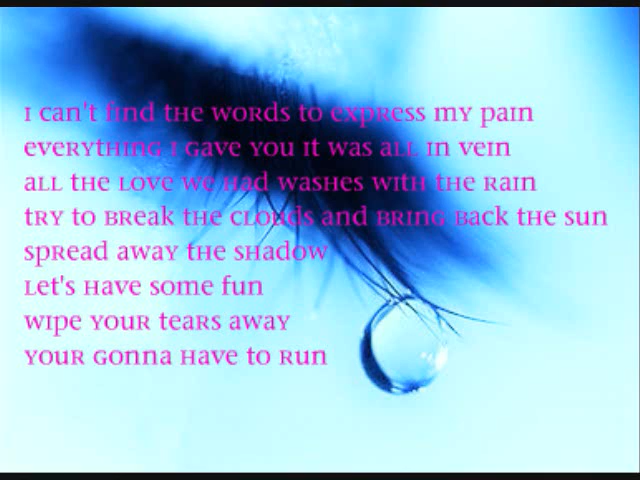 I can't find the words to express my pain
everything I gave you it was all in vein
all the love we had washes with the rain
try to break the clouds and bring back the sun
spread away the shadow
Let's have some fun
wipe your tears away
your gonna have to run